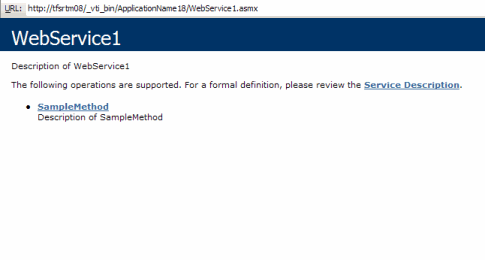 URL: http://tfsrtm08/_vti_bin/ApplicationName18/WebService1.asmx
WebService1
Description of WebService1
The following operations are supported. For a formal definition, please review the Service Description.
• SampleMethod
Description of SampleMethod